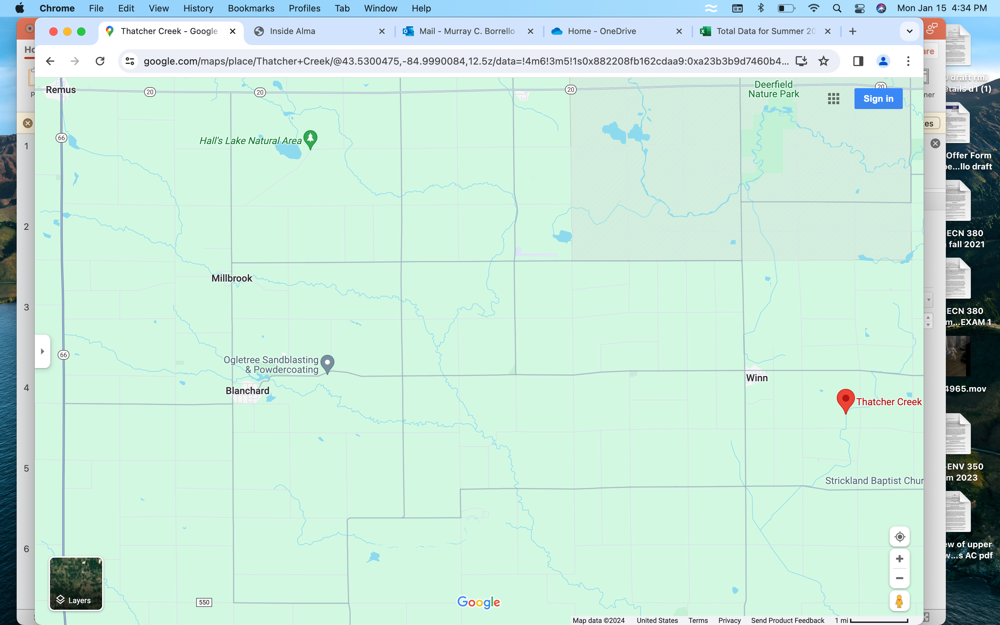 Chrome File Edit View History Bookmarks Profiles Tab Window Help Mon Jan 15 4:34 PM
Thatcher Creek - Google
Inside Alma
Mail - Murray C. Borrello
Home - OneDrive
Total Data for Summer 20
google.com/maps/place/Thatcher+Creek/@43.5300475,-84.9990084,12.5z/data=!4m6!3m5!1s0x882208fb162cdaa9:0xa23b3b9d7460b4...
Remus
20
20
20
20
Deerfield
Nature Park
Sign in
66
Hall's Lake Natural Area
Millbrook
66
Ogletree Sandblasting
& Powdercoating
Blanchard
Winn
Thatcher Creek
Strickland Baptist Chur
550
Layers
Google
Map data ©2024 United States Terms Privacy Send Product Feedback 1 mi
1
2
3
4
5
6
draft rmi
etails d1 (1)
Offer Form
pe...llo draft
ECN 380
fall 2021
ECN 380
m...EXAM 1
4965.mov
-ENV 350
m 2023
ew of upper
w...s AC pdf